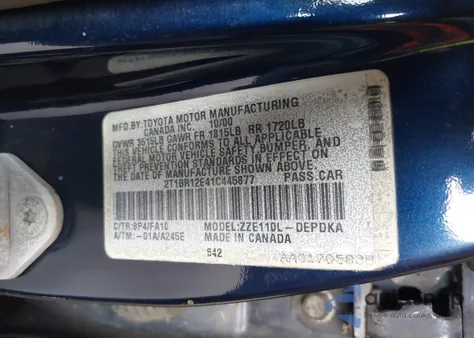 MFD.BY:TOYOTA MOTOR MANUFACTURING
CANADA INC. 10/00
GVWR 3515LB GAWR FR 1815LB RR 1720LB
THIS VEHICLE CONFORMS TO ALL APPLICABLE
FEDERAL MOTOR VEHICLE SAFETY, BUMPER, AND
THEFT PREVENTION STANDARDS IN EFFECT ON
THE DATE OF MANUFACTURE SHOWN ABOVE.
2T1BR12E41C445877 PASS.CAR
C/TR:8P4/FA10 MODEL:ZZE110L-DEPDKA
A/TM:-01A/A245E MADE IN CANADA
642